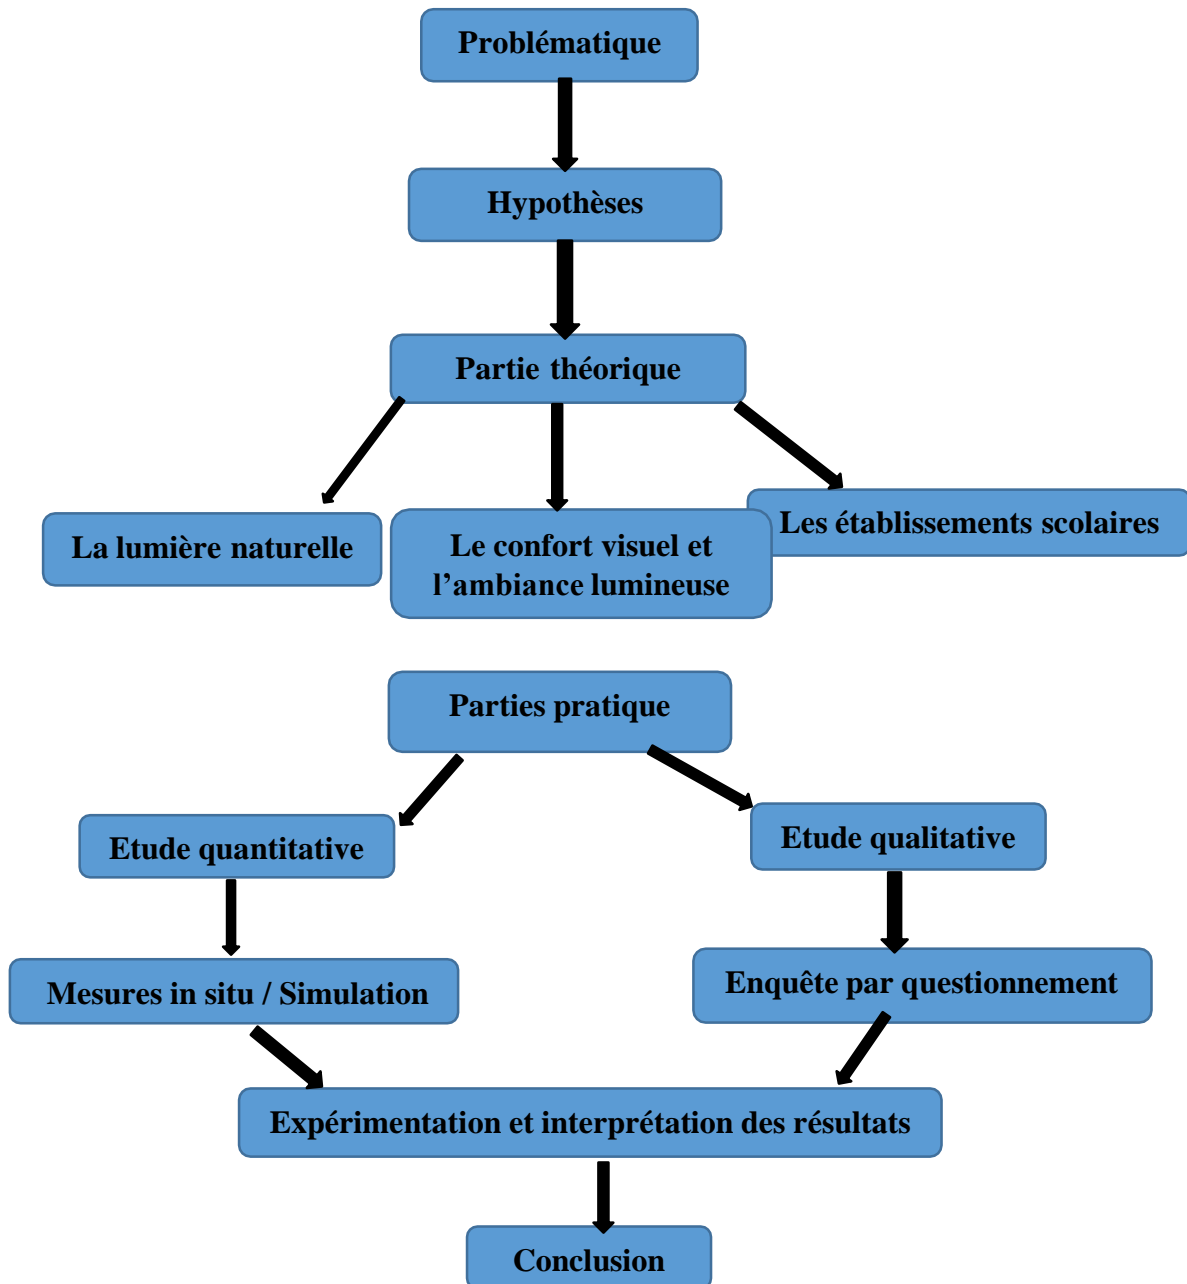 Problématique
Hypothèses
Partie théorique
La lumière naturelle
Le confort visuel et
l’ambiance lumineuse
Les établissements scolaires
Parties pratique
Etude quantitative
Etude qualitative
Mesures in situ / Simulation
Enquête par questionnement
Expérimentation et interprétation des résultats
Conclusion